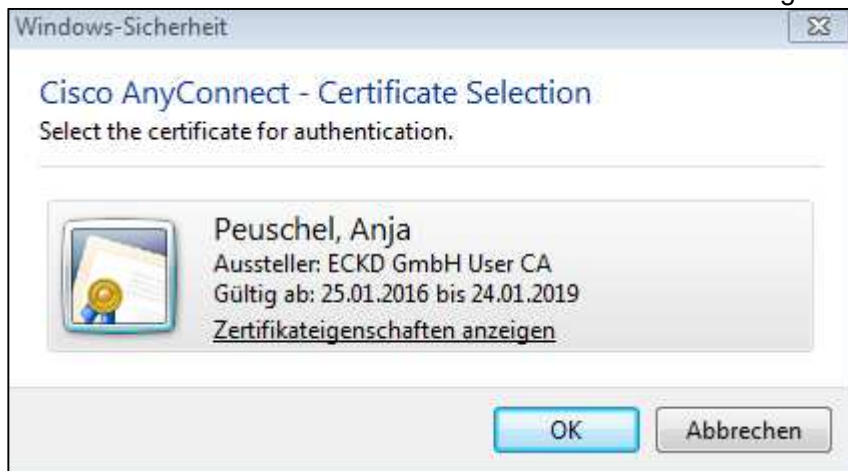 Windows-Sicherheit
Cisco AnyConnect - Certificate Selection
Select the certificate for authentication.
Peuschel, Anja
Aussteller: ECKD GmbH User CA
Gültig ab: 25.01.2016 bis 24.01.2019
Zertifikateigenschaften anzeigen
OK Abbrechen